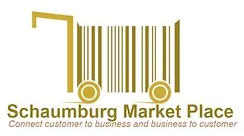 Schaumburg Market Place
Connect customer to business and business to customer